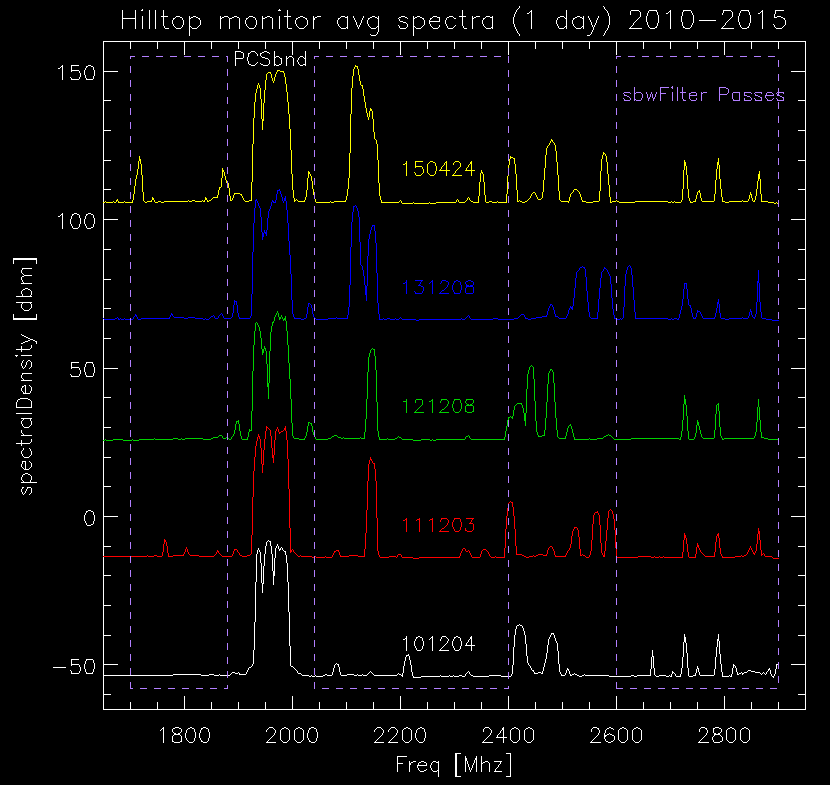 Hilltop monitor avg spectra (1 day) 2010-2015
PCSbnd
150
sbwFilter Passes
150424
100
131208
50
121208
0
111203
101204
-50
spectralDensity [dbm]
1800 2000 2200 2400 2600 2800
Freq [Mhz]